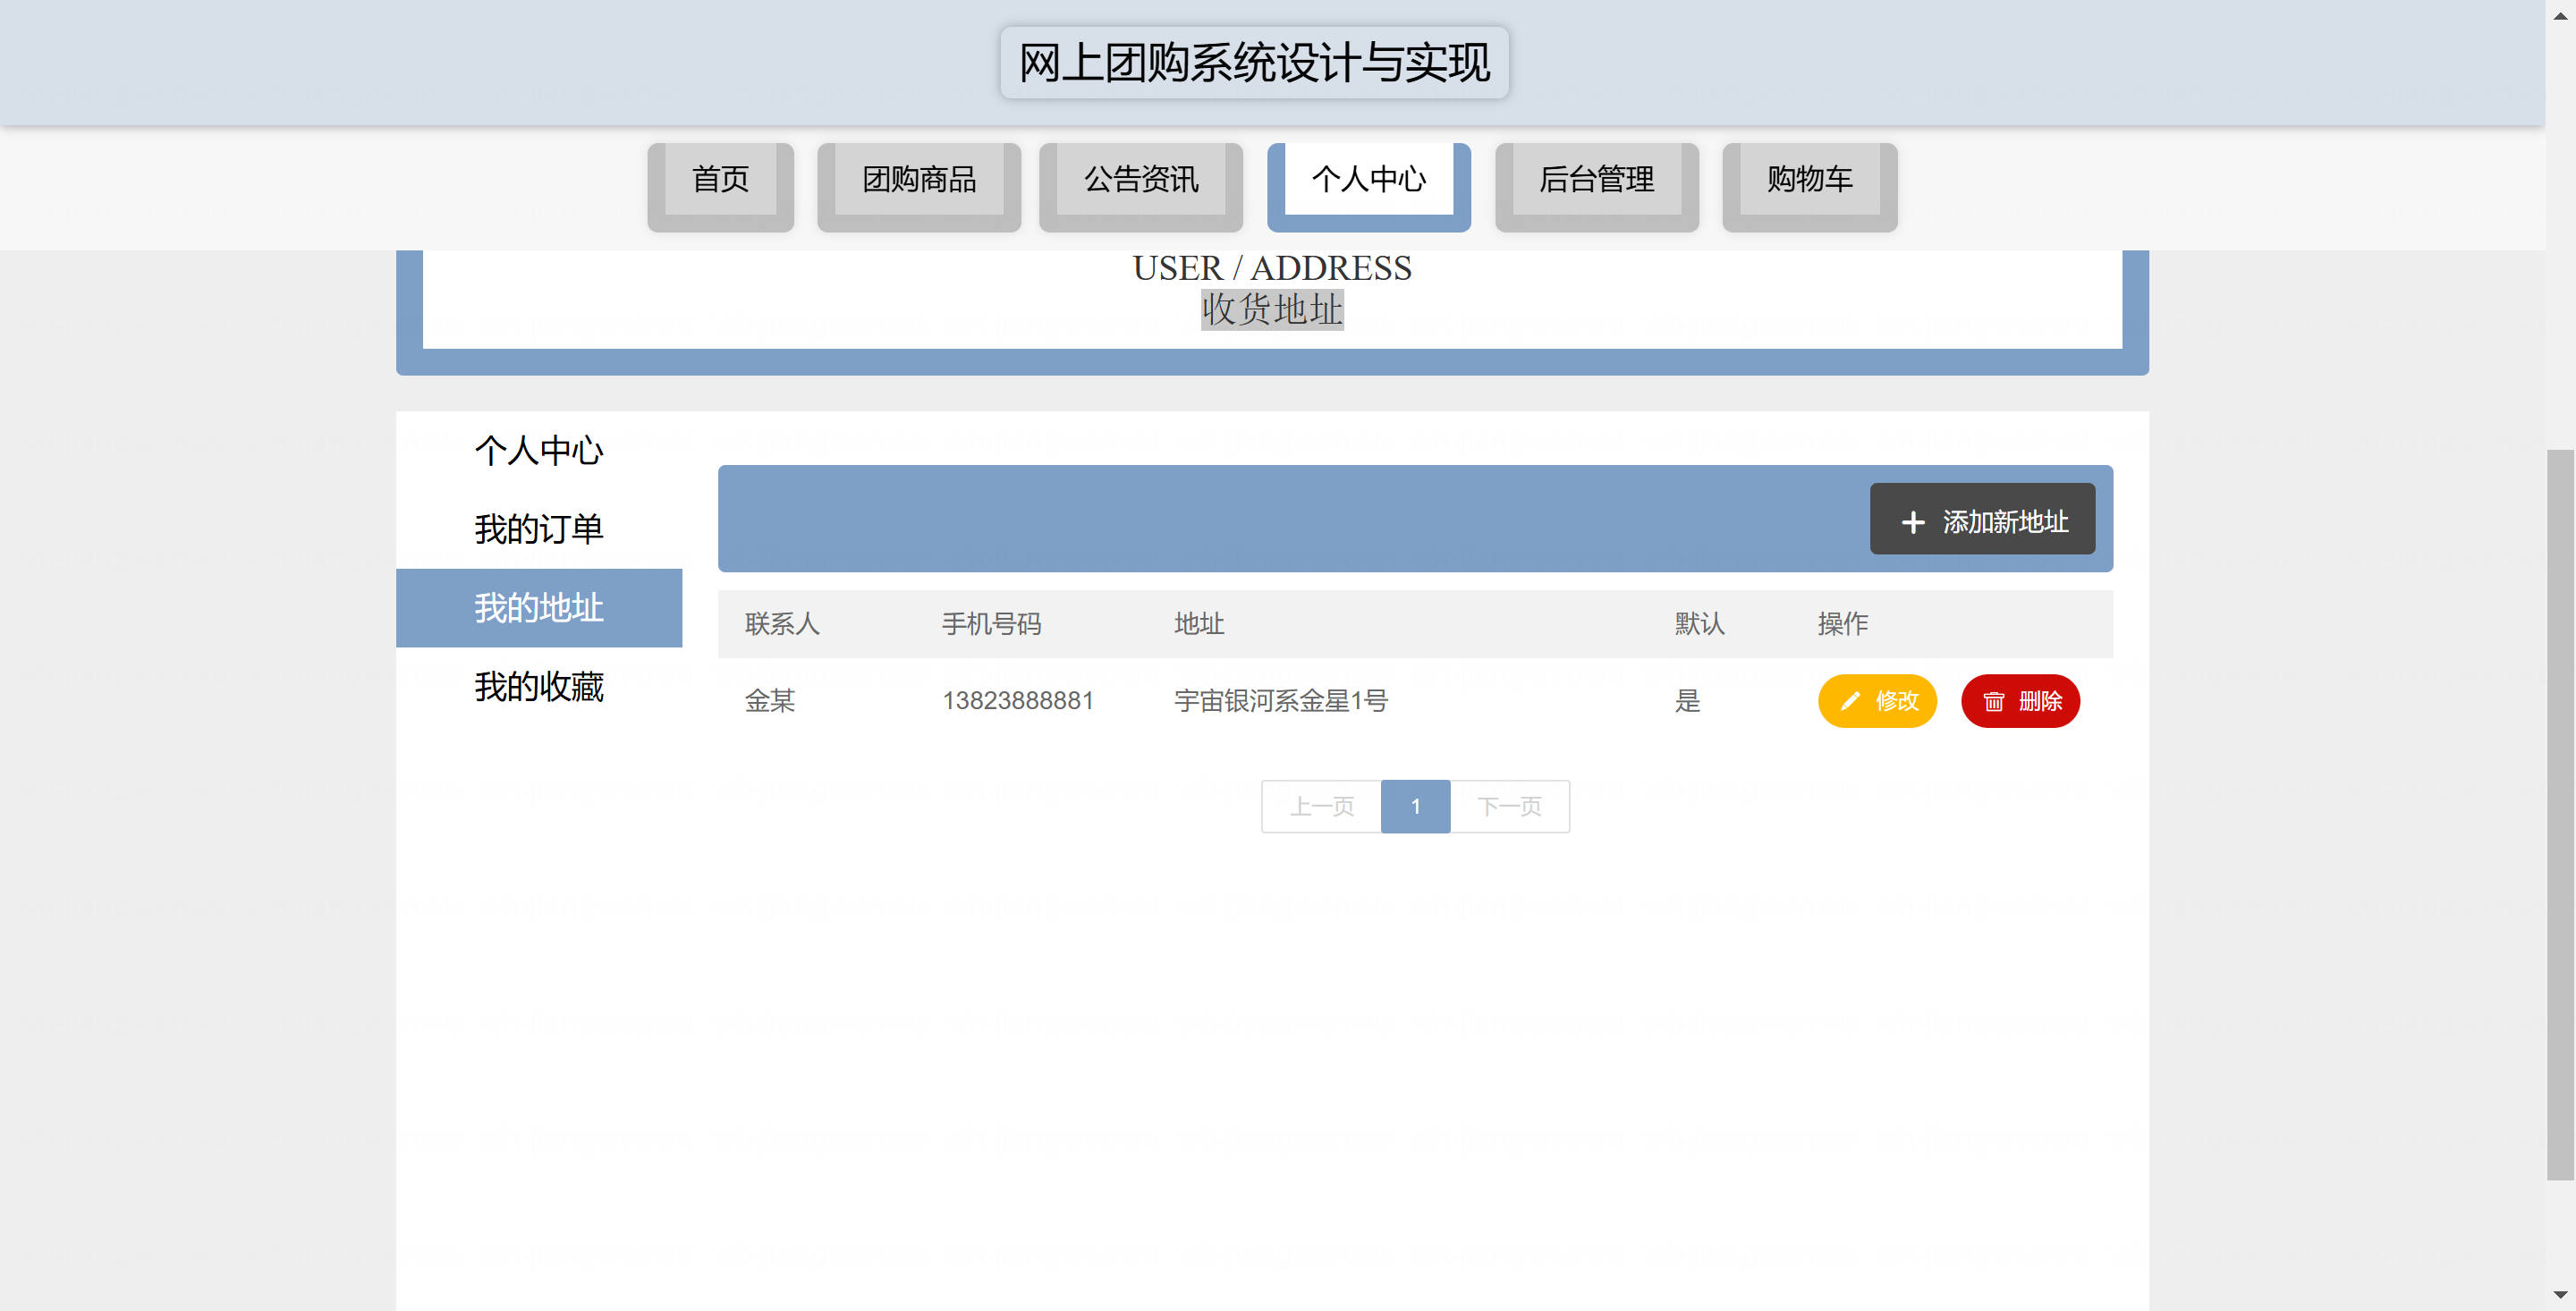 网上团购系统设计与实现
首页 团购商品 公告资讯 个人中心 后台管理 购物车
USER / ADDRESS
收货地址
个人中心
我的订单
我的地址
我的收藏
添加新地址
联系人 手机号码 地址 默认 操作
金某 13823888881 宇宙银河系金星1号 是 修改 删除
上一页 1 下一页